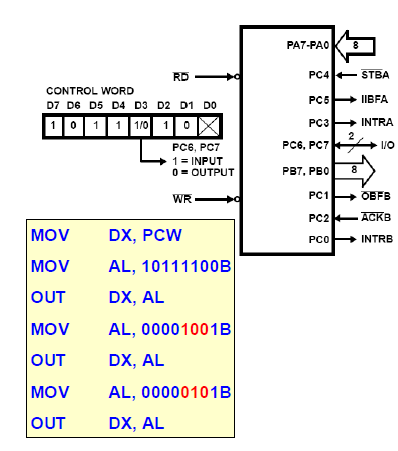 CONTROL WORD
D7 D6 D5 D4 D3 D2 D1 D0
1 0 1 1 1/0 1 0
PC6, PC7
1 = INPUT
0 = OUTPUT
RD
WR
PA7-PA0 8
PC4 STBA
PC5 IIBFA
PC3 INTRA
PC6, PC7 2 I/O
PB7, PB0 8
PC1 OBFB
PC2 ACKB
PC0 INTRB
MOV DX, PCW
MOV AL, 10111100B
OUT DX, AL
MOV AL, 00001001B
OUT DX, AL
MOV AL, 00000101B
OUT DX, AL